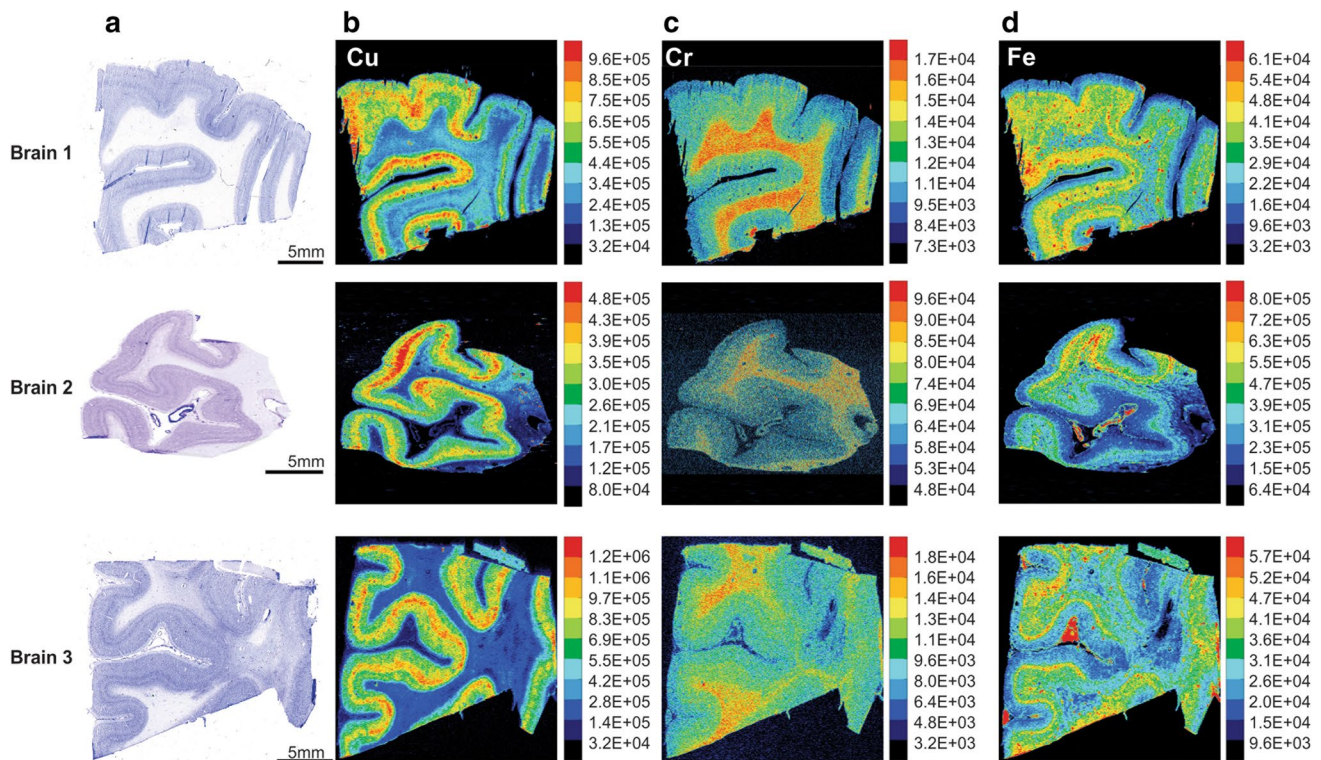 a b c d
Brain 1
5mm
Cu
9.6E+05
8.5E+05
7.5E+05
6.5E+05
5.5E+05
4.4E+05
3.4E+05
2.4E+05
1.3E+05
3.2E+04
Cr
1.7E+04
1.6E+04
1.5E+04
1.4E+04
1.3E+04
1.2E+04
1.1E+04
9.5E+03
8.4E+03
7.3E+03
Fe
6.1E+04
5.4E+04
4.8E+04
4.1E+04
3.5E+04
2.9E+04
2.2E+04
1.6E+04
9.6E+03
3.2E+03
Brain 2
5mm
4.8E+05
4.3E+05
3.9E+05
3.5E+05
3.0E+05
2.6E+05
2.1E+05
1.7E+05
1.2E+05
8.0E+04
9.6E+04
9.0E+04
8.5E+04
8.0E+04
7.4E+04
6.9E+04
6.4E+04
5.8E+04
5.3E+04
4.8E+04
8.0E+05
7.2E+05
6.3E+05
5.5E+05
4.7E+05
3.9E+05
3.1E+05
2.3E+05
1.5E+05
6.4E+04
Brain 3
5mm
1.2E+06
1.1E+06
9.7E+05
8.3E+05
6.9E+05
5.5E+05
4.2E+05
2.8E+05
1.4E+05
3.2E+04
1.8E+04
1.6E+04
1.4E+04
1.3E+04
1.1E+04
9.6E+03
8.0E+03
6.4E+03
4.8E+03
3.2E+03
5.7E+04
5.2E+04
4.7E+04
4.1E+04
3.6E+04
3.1E+04
2.6E+04
2.0E+04
1.5E+04
9.6E+03